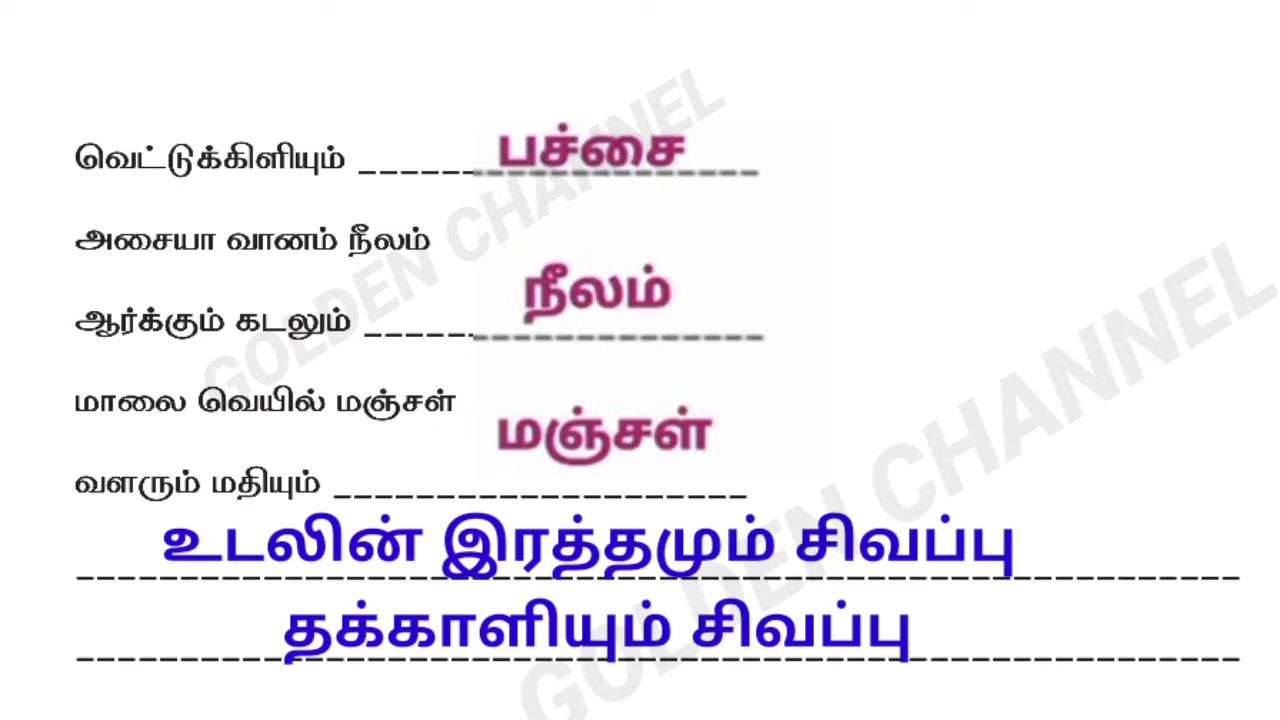 வெட்டுக்கிளியும் பச்சை
அசையா வானம் நீலம்
ஆர்க்கும் கடலும் நீலம்
மாலை வெயில் மஞ்சள்
வளரும் மதியும் மஞ்சள்
உடலின் இரத்தமும் சிவப்பு
தக்காளியும் சிவப்பு
GOLDEN CHANNEL
GOLDEN CHANNEL